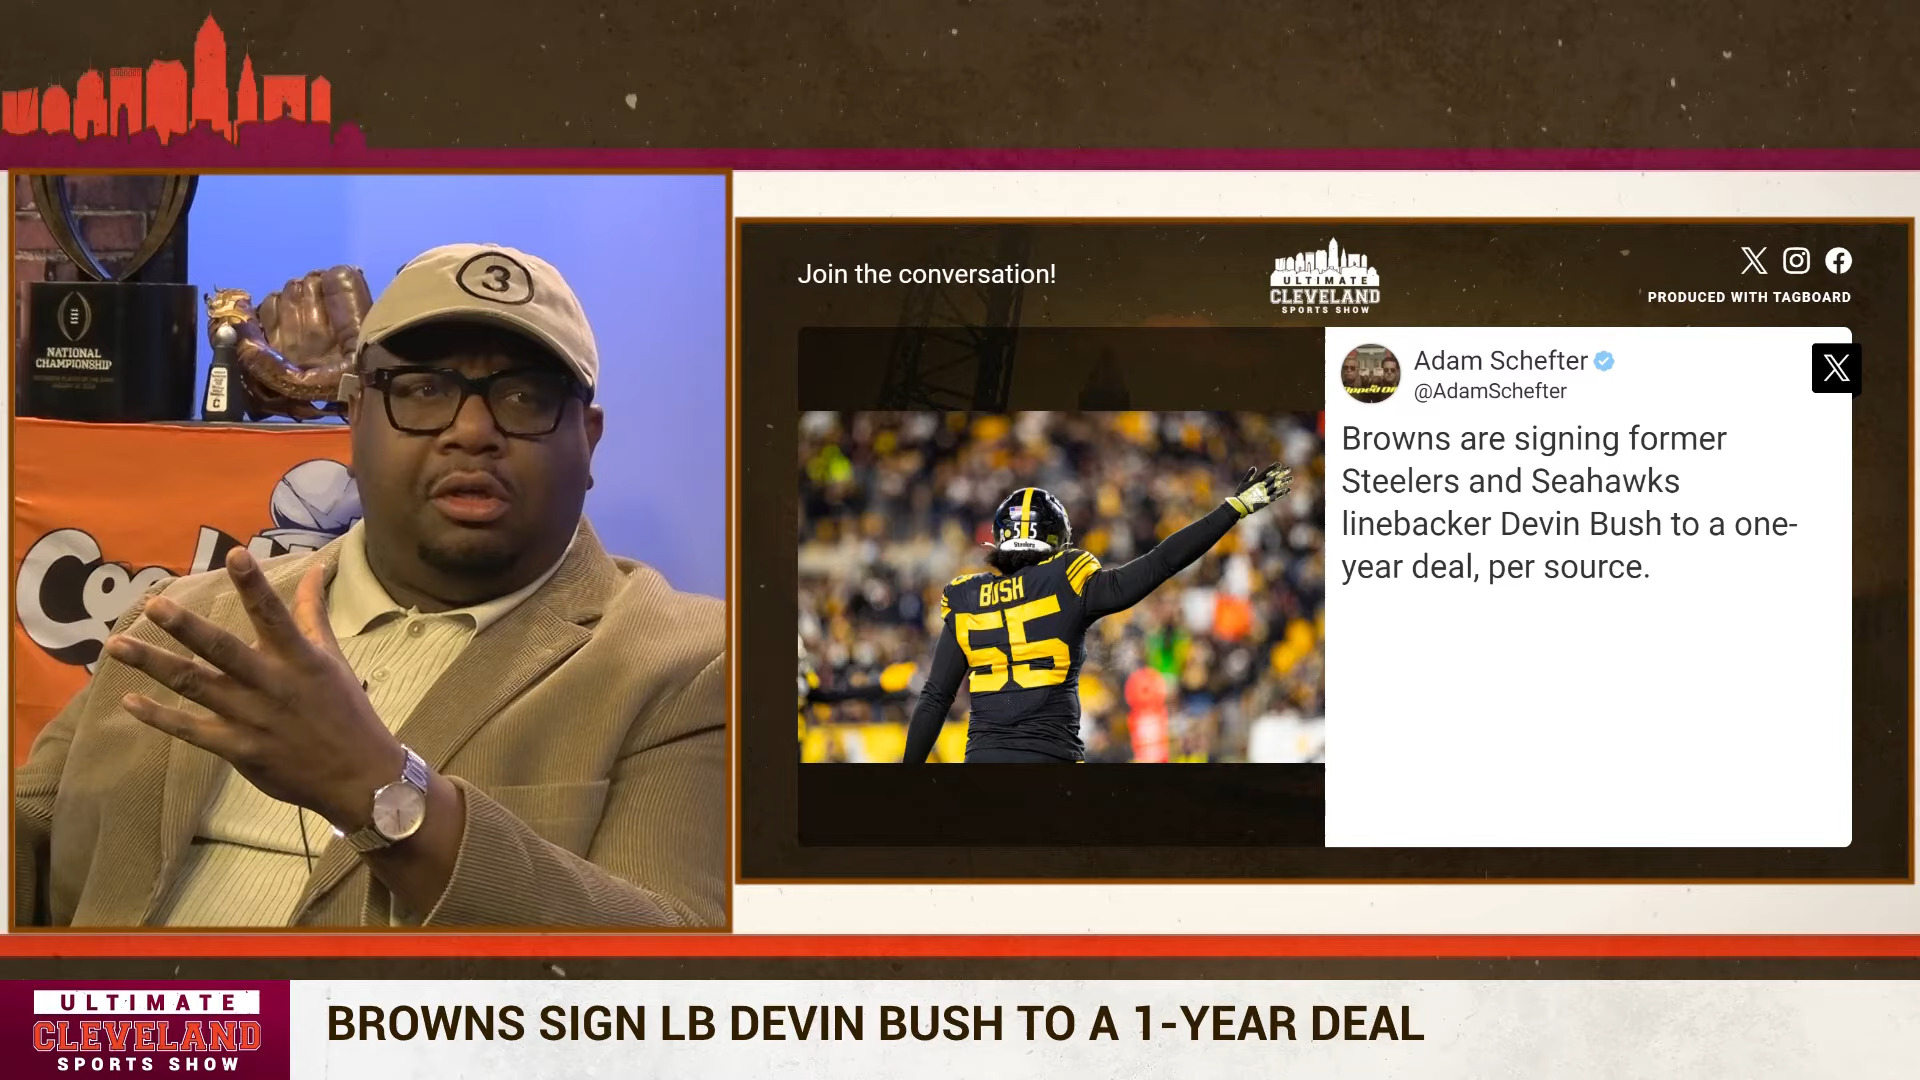 NATIONAL
CHAMPIONSHIP
3
Join the conversation!
ULTIMATE
CLEVELAND
SPORTS SHOW
PRODUCED WITH TAGBOARD
Adam Schefter
@AdamSchefter
Browns are signing former
Steelers and Seahawks
linebacker Devin Bush to a one-
year deal, per source.
55
Steelers
BUSH
55
ULTIMATE
CLEVELAND
SPORTS SHOW
BROWNS SIGN LB DEVIN BUSH TO A 1-YEAR DEAL